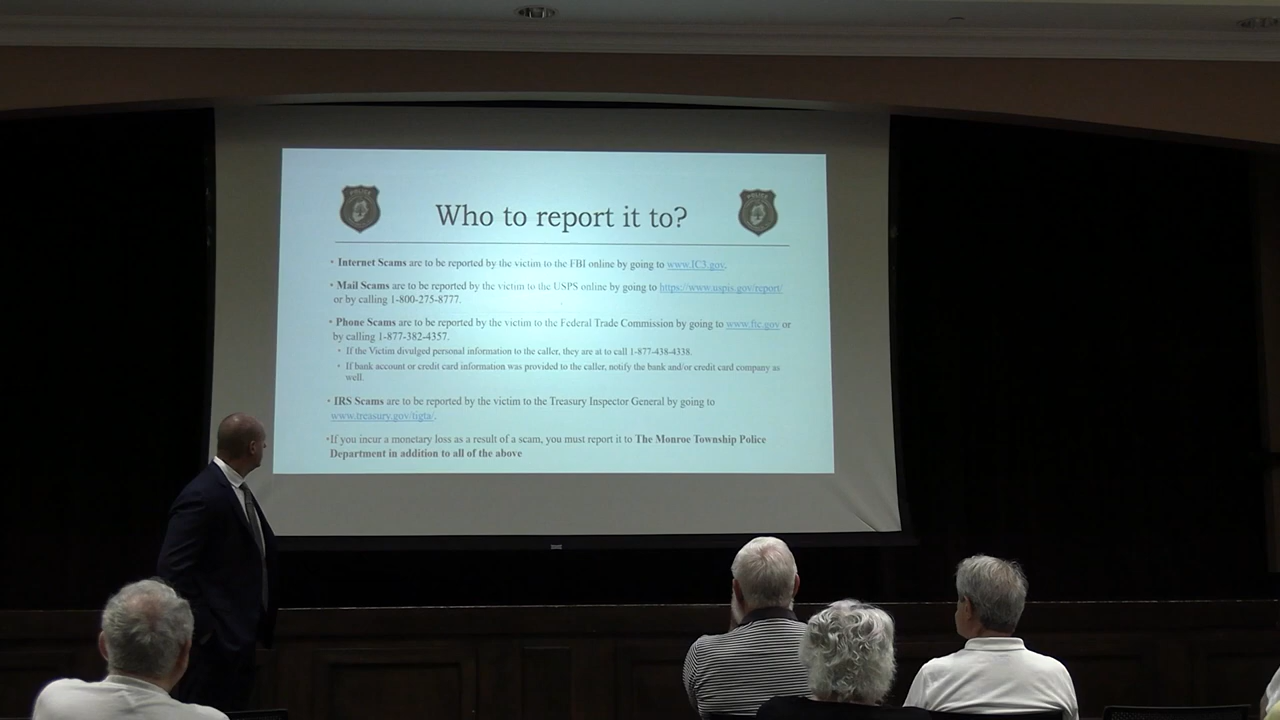 POLICE
POLICE
Who to report it to?
• Internet Scams are to be reported by the victim to the FBI online by going to www.IC3.gov.
• Mail Scams are to be reported by the victim to the USPS online by going to https://www.uspis.gov/report/
or by calling 1-800-275-8777.
• Phone Scams are to be reported by the victim to the Federal Trade Commission by going to www.ftc.gov or
by calling 1-877-382-4357.
• If the Victim divulged personal information to the caller, they are at to call 1-877-438-4338.
• If bank account or credit card information was provided to the caller, notify the bank and/or credit card company as
well.
• IRS Scams are to be reported by the victim to the Treasury Inspector General by going to
www.treasury.gov/tigta/.
•If you incur a monetary loss as a result of a scam, you must report it to The Monroe Township Police
Department in addition to all of the above